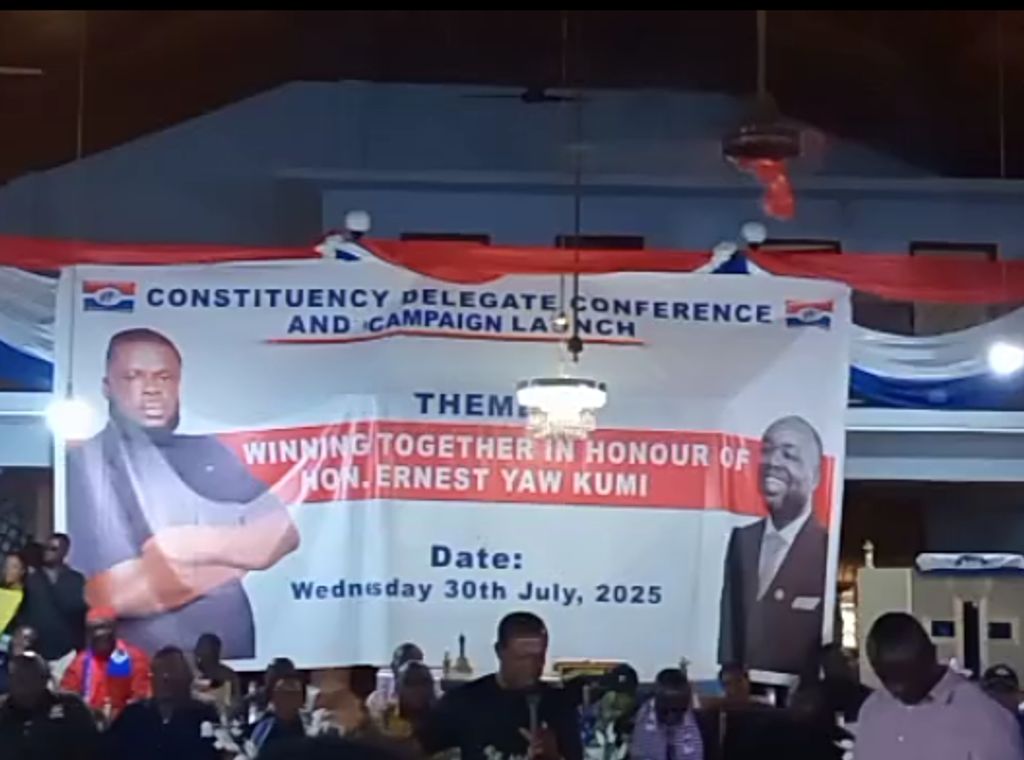 CONSTITUENCY DELEGATE CONFERENCE
AND CAMPAIGN LAUNCH
THEME
WINNING TOGETHER IN HONOUR OF
HON. ERNEST YAW KUMI
Date:
Wednesday 30th July, 2025